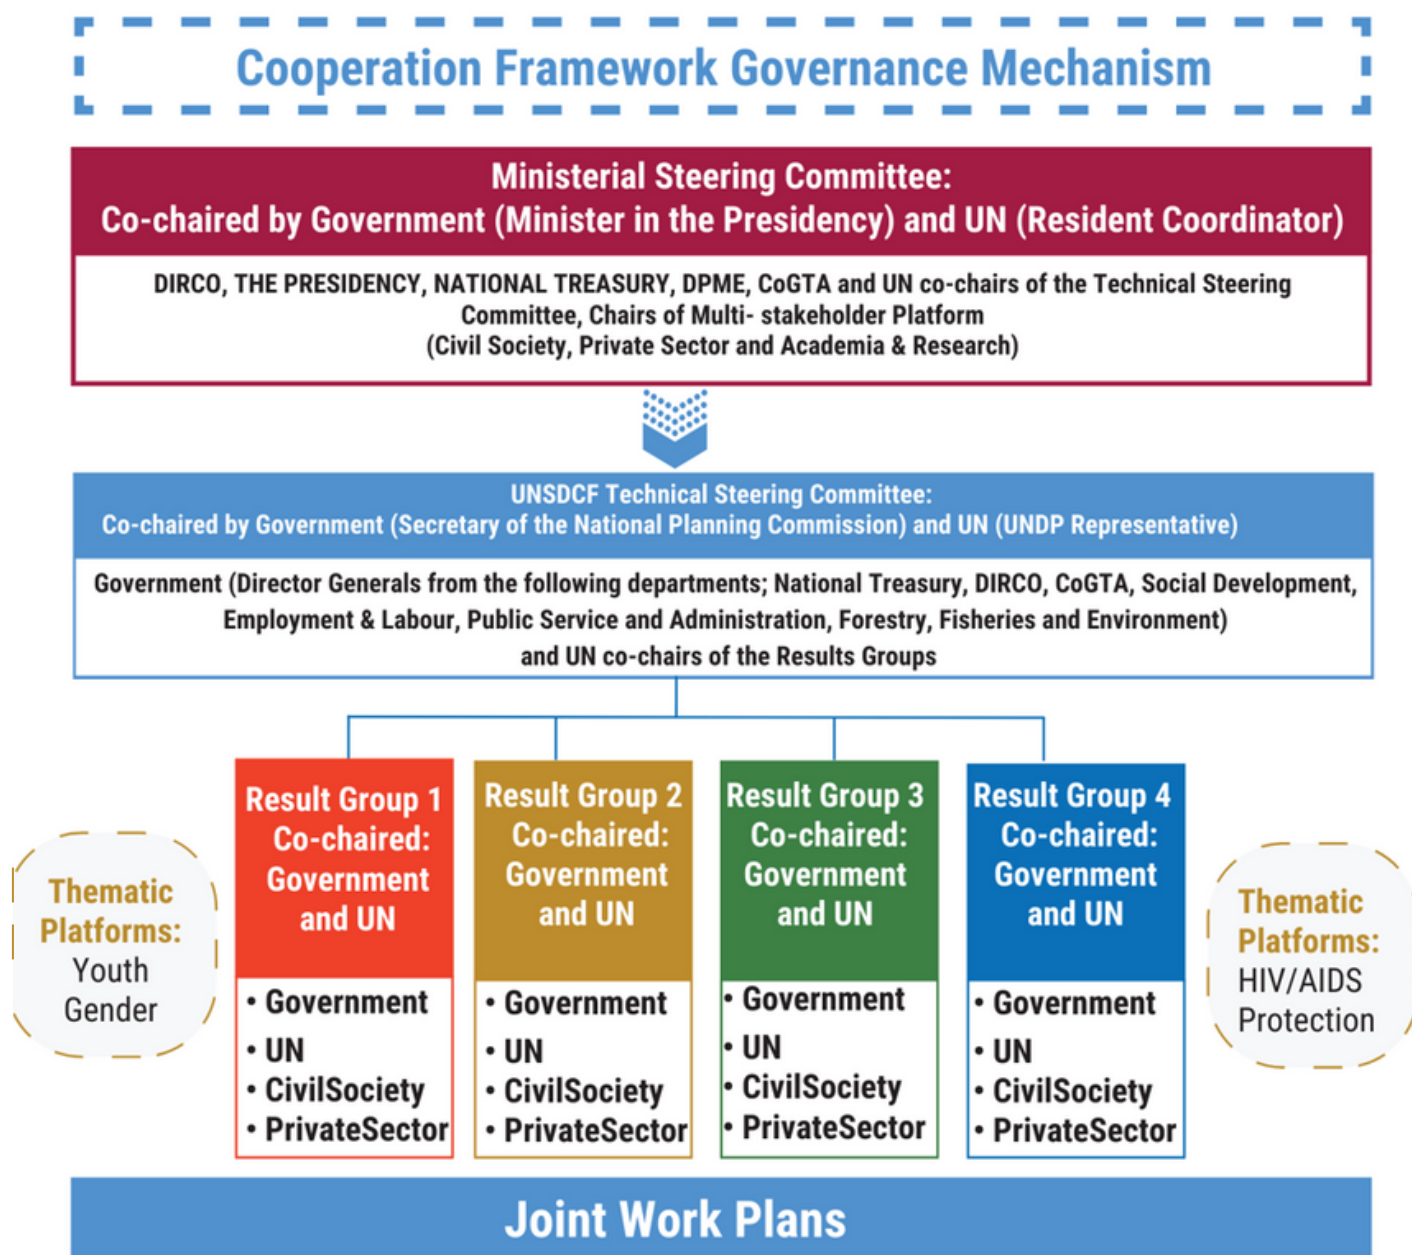 Cooperation Framework Governance Mechanism
Ministerial Steering Committee:
Co-chaired by Government (Minister in the Presidency) and UN (Resident Coordinator)
DIRCO, THE PRESIDENCY, NATIONAL TREASURY, DPME, CoGTA and UN co-chairs of the Technical Steering
Committee, Chairs of Multi- stakeholder Platform
(Civil Society, Private Sector and Academia & Research)
UNSDCF Technical Steering Committee:
Co-chaired by Government (Secretary of the National Planning Commission) and UN (UNDP Representative)
Government (Director Generals from the following departments; National Treasury, DIRCO, CoGTA, Social Development,
Employment & Labour, Public Service and Administration, Forestry, Fisheries and Environment)
and UN co-chairs of the Results Groups
Thematic
Platforms:
Youth
Gender
Result Group 1
Co-chaired:
Government
and UN
• Government
• UN
• CivilSociety
• PrivateSector
Result Group 2
Co-chaired:
Government
and UN
• Government
• UN
• CivilSociety
• PrivateSector
Result Group 3
Co-chaired:
Government
and UN
• Government
• UN
• CivilSociety
• PrivateSector
Result Group 4
Co-chaired:
Government
and UN
• Government
• UN
• CivilSociety
• PrivateSector
Thematic
Platforms:
HIV/AIDS
Protection
Joint Work Plans